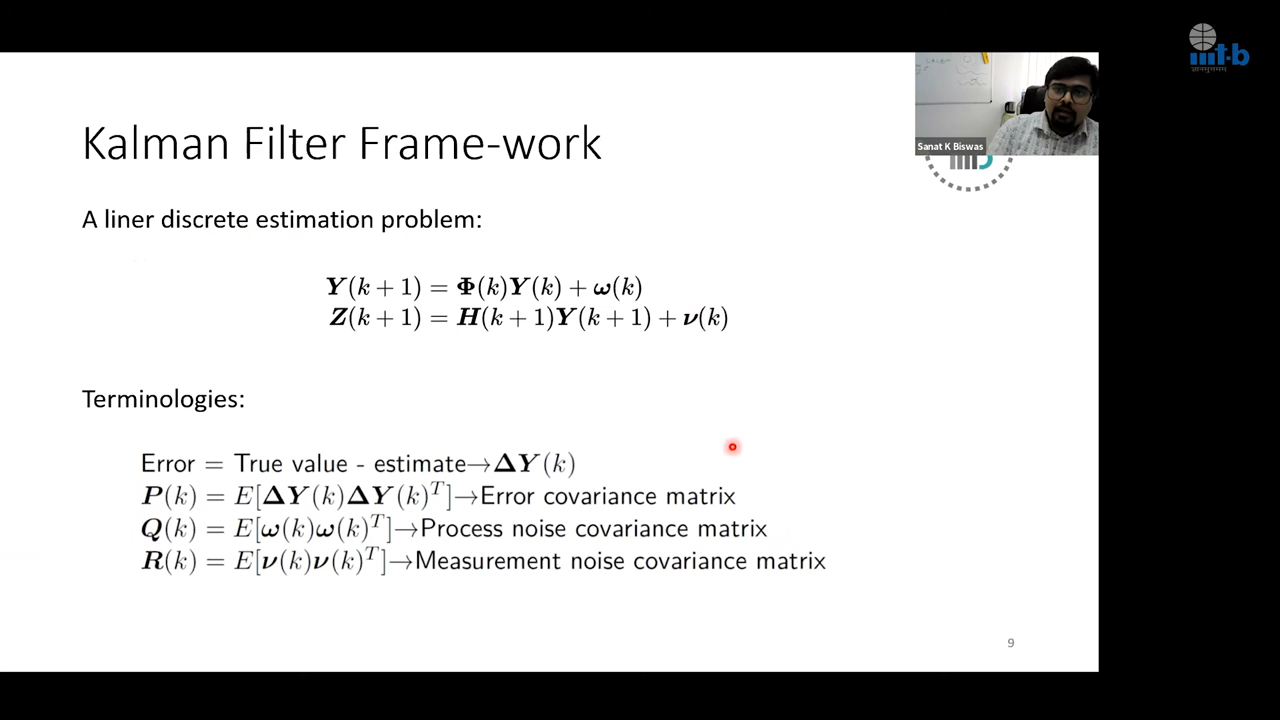 Kalman Filter Frame-work
Sanat K Biswas
A liner discrete estimation problem:
Y(k + 1) = Φ(k)Y(k) + ω(k)
Z(k + 1) = H(k + 1)Y(k + 1) + ν(k)
Terminologies:
Error = True value - estimate→ΔY(k)
P(k) = E[ΔY(k)ΔY(k)^T]→Error covariance matrix
Q(k) = E[ω(k)ω(k)^T]→Process noise covariance matrix
R(k) = E[ν(k)ν(k)^T]→Measurement noise covariance matrix
9